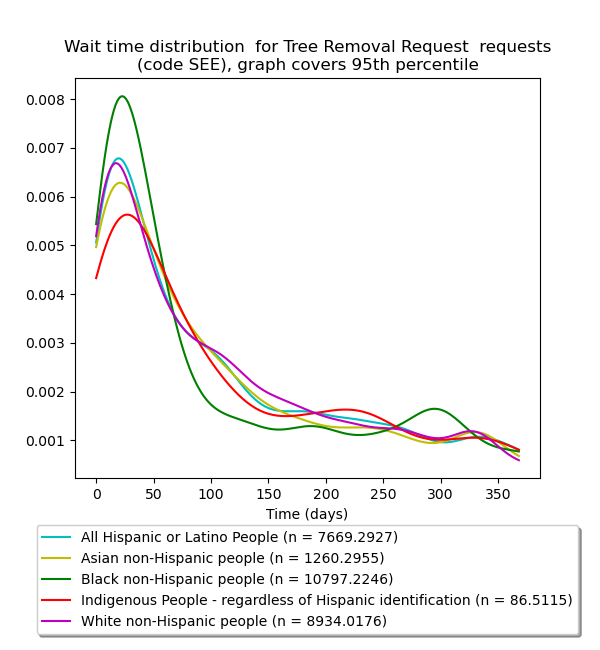 Wait time distribution  for Tree Removal Request  requests
(code SEE), graph covers 95th percentile
0.008
0.007
0.006
0.005
0.004
0.003
0.002
0.001
0 50 100 150 200 250 300 350
Time (days)
All Hispanic or Latino People (n = 7669.2927)
Asian non-Hispanic people (n = 1260.2955)
Black non-Hispanic people (n = 10797.2246)
Indigenous People - regardless of Hispanic identification (n = 86.5115)
White non-Hispanic people (n = 8934.0176)